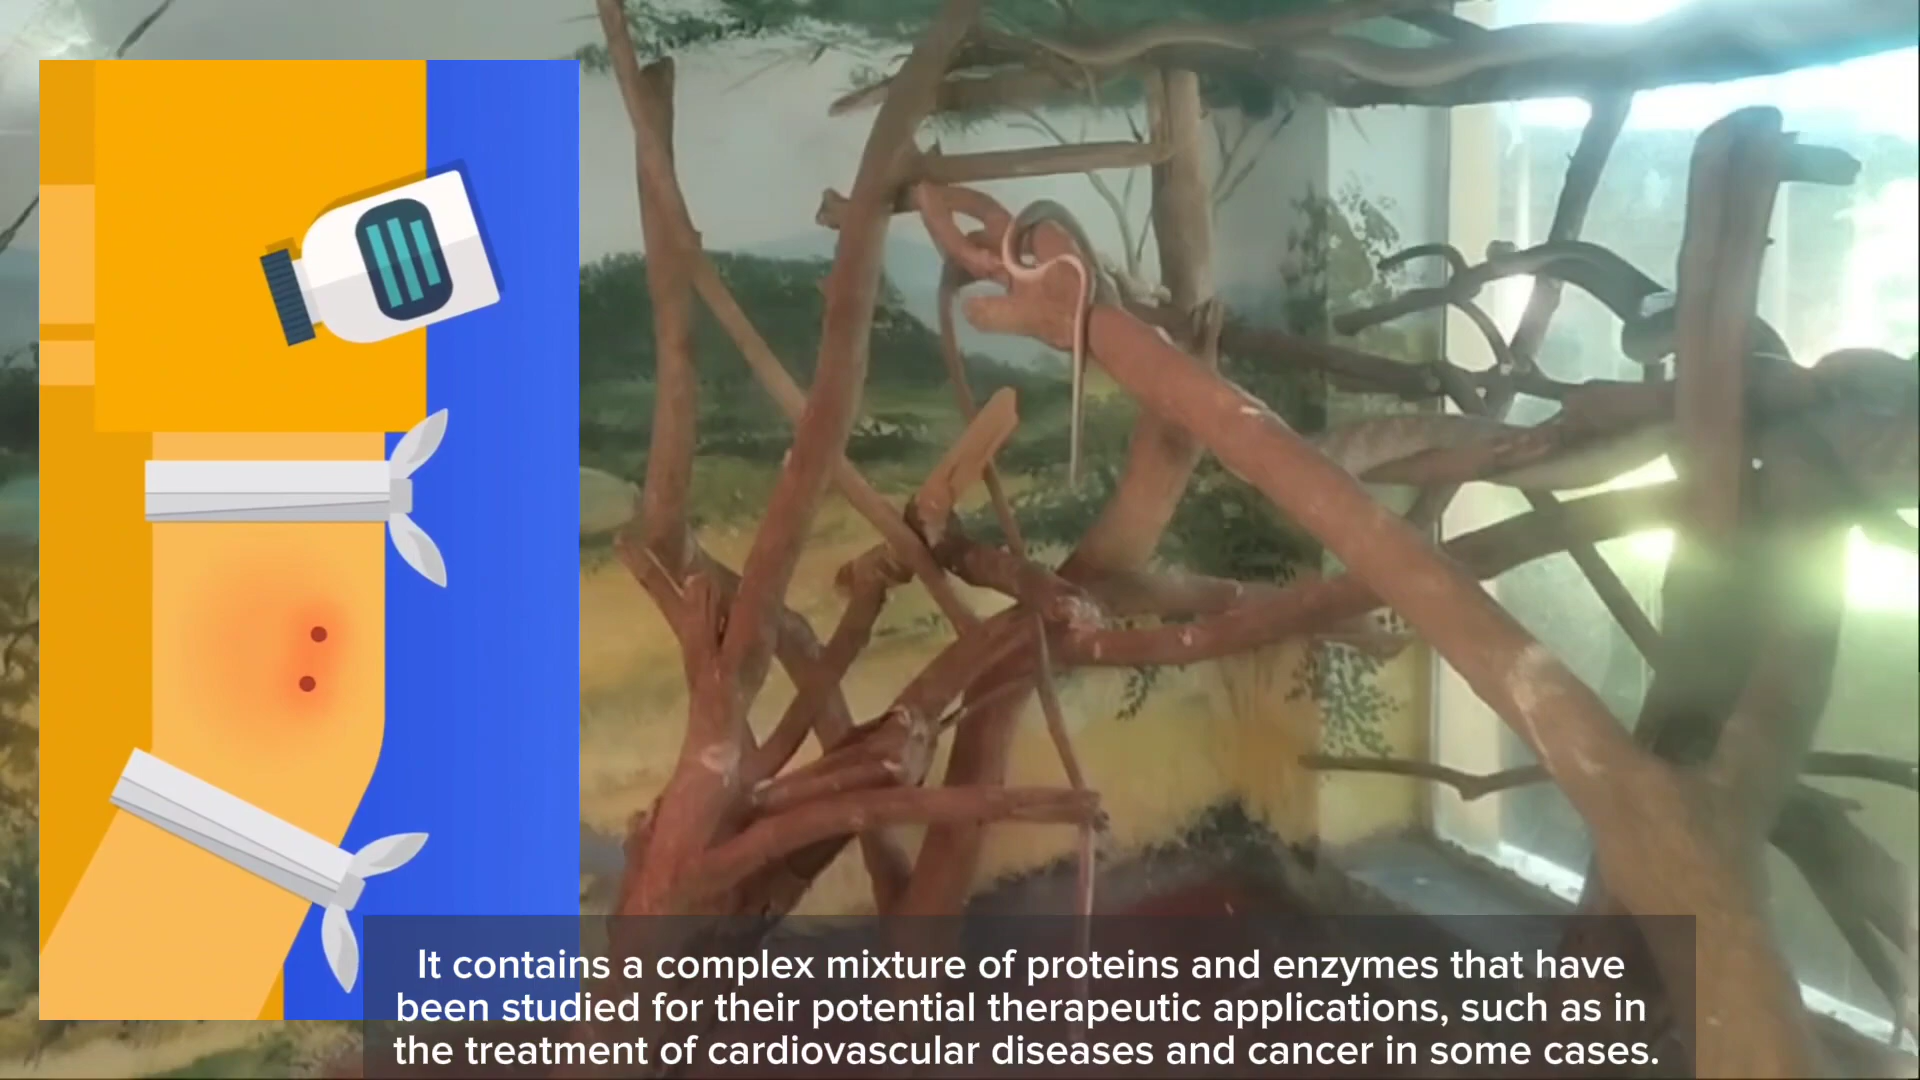 It contains a complex mixture of proteins and enzymes that have
been studied for their potential therapeutic applications, such as in
the treatment of cardiovascular diseases and cancer in some cases.